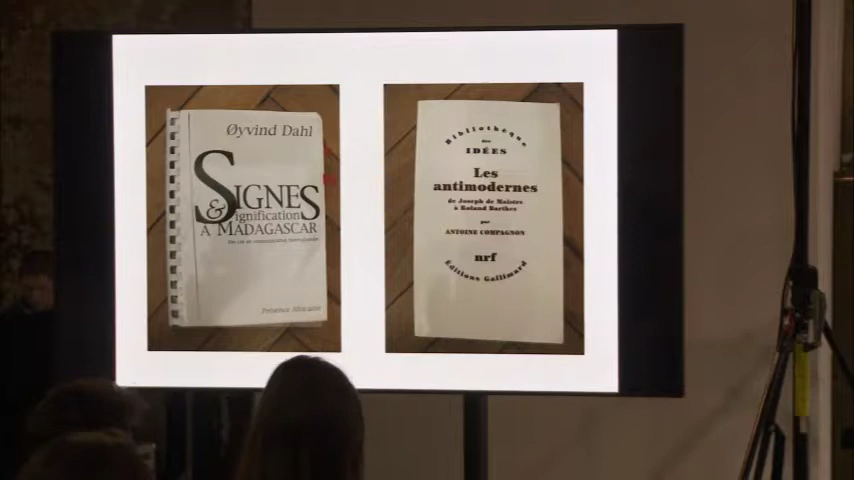 Øyvind Dahl
SIGNES
& ignification
À MADAGASCAR
Présence Africaine
Bibliothèque
des
IDÉES
Les
antimodernes
de Joseph de Maistre
à Roland Barthes
par
ANTOINE COMPAGNON
nrf
Éditions Gallimard